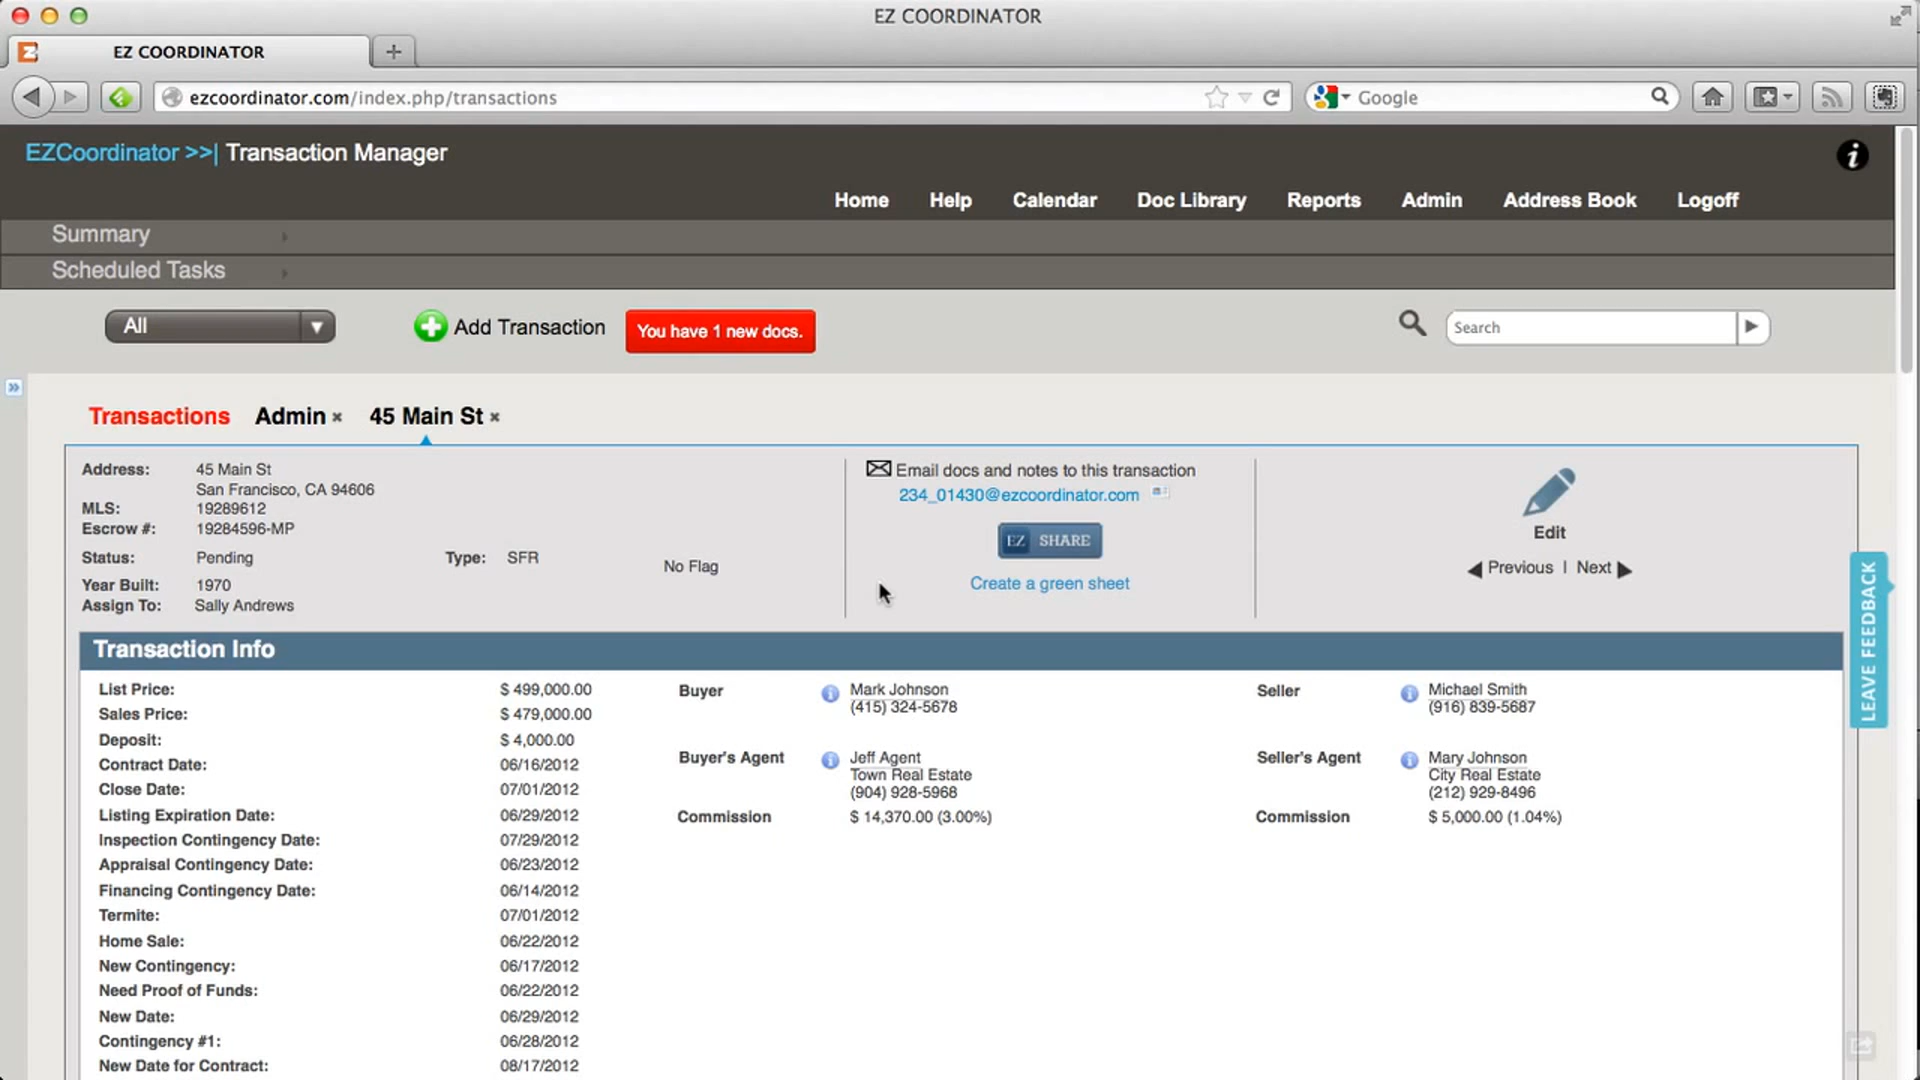 EZ COORDINATOR
EZ COORDINATOR
ezcoordinator.com/index.php/transactions
Google
EZCoordinator >>| Transaction Manager
Home Help Calendar Doc Library Reports Admin Address Book Logoff
Summary
Scheduled Tasks
All
Add Transaction
You have 1 new docs.
Search
Transactions Admin × 45 Main St ×
Address: 45 Main St
San Francisco, CA 94606
MLS: 19289612
Escrow #: 19284596-MP
Status: Pending
Type: SFR
No Flag
Year Built: 1970
Assign To: Sally Andrews
Email docs and notes to this transaction
234_01430@ezcoordinator.com
EZ SHARE
Create a green sheet
Edit
Previous | Next
LEAVE FEEDBACK
Transaction Info
List Price: $ 499,000.00
Sales Price: $ 479,000.00
Deposit: $ 4,000.00
Contract Date: 06/16/2012
Close Date: 07/01/2012
Listing Expiration Date: 06/29/2012
Inspection Contingency Date: 07/29/2012
Appraisal Contingency Date: 06/23/2012
Financing Contingency Date: 06/14/2012
Termite: 07/01/2012
Home Sale: 06/22/2012
New Contingency: 06/17/2012
Need Proof of Funds: 06/22/2012
New Date: 06/29/2012
Contingency #1: 06/28/2012
New Date for Contract: 08/17/2012
Buyer Mark Johnson
(415) 324-5678
Buyer's Agent Jeff Agent
Town Real Estate
(904) 928-5968
Commission $ 14,370.00 (3.00%)
Seller Michael Smith
(916) 839-5687
Seller's Agent Mary Johnson
City Real Estate
(212) 929-8496
Commission $ 5,000.00 (1.04%)